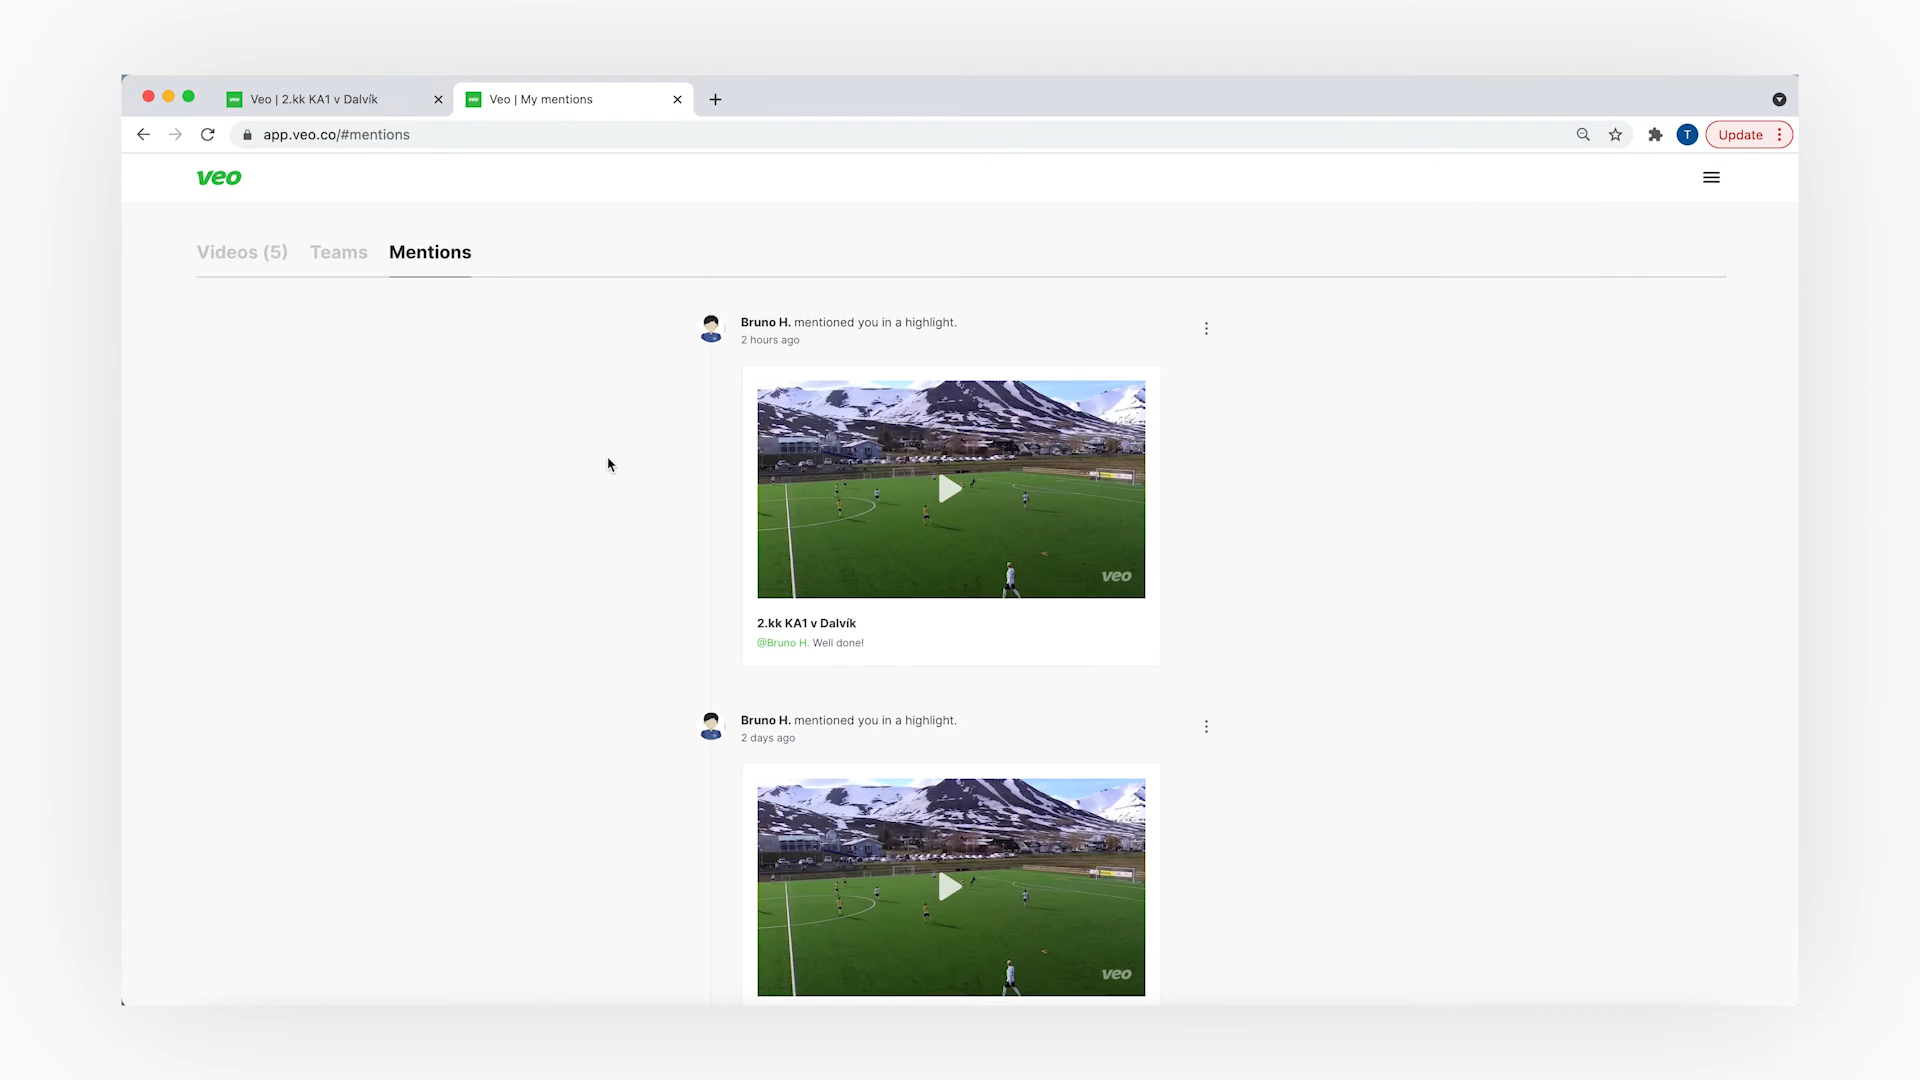 Veo | 2.kk KA1 v Dalvík
Veo | My mentions
app.veo.co/#mentions
T
Update
veo
Videos (5) Teams Mentions
Bruno H. mentioned you in a highlight.
2 hours ago
veo
2.kk KA1 v Dalvík
@Bruno H. Well done!
Bruno H. mentioned you in a highlight.
2 days ago
veo